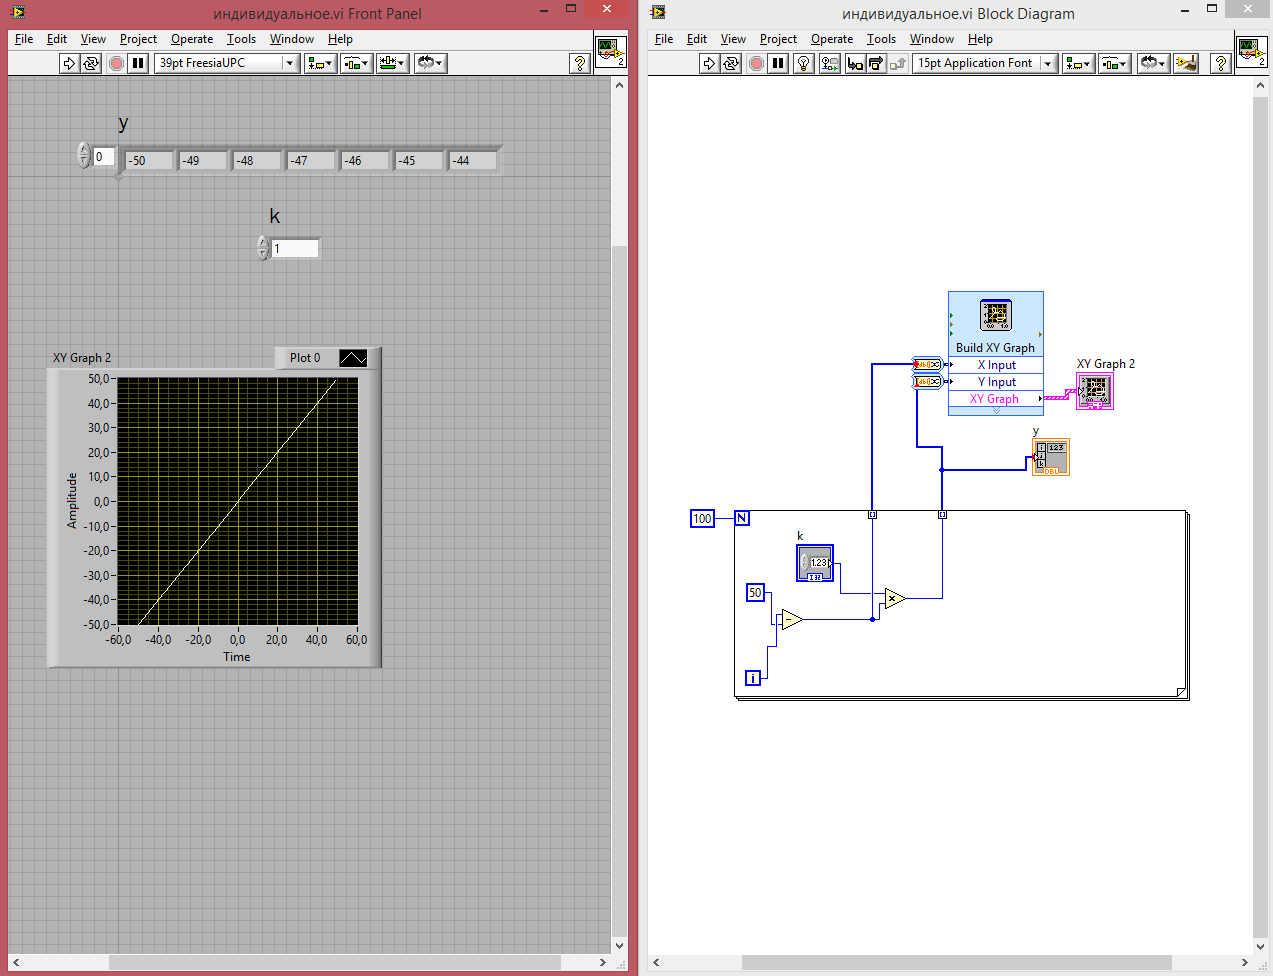 индивидуальное.vi Front Panel
File Edit View Project Operate Tools Window Help
39pt FreesiaUPC
?
2
y
0
-50 -49 -48 -47 -46 -45 -44
k
1
XY Graph 2
Plot 0
50,0
40,0
30,0
20,0
10,0
0,0
-10,0
-20,0
-30,0
-40,0
-50,0
Amplitude
-60,0 -40,0 -20,0 0,0 20,0 40,0 60,0
Time
индивидуальное.vi Block Diagram
File Edit View Project Operate Tools Window Help
15pt Application Font
?
2
Build XY Graph
X Input
Y Input
XY Graph
XY Graph 2
y
123
DBL
100
N
k
1.23
I32
50
i